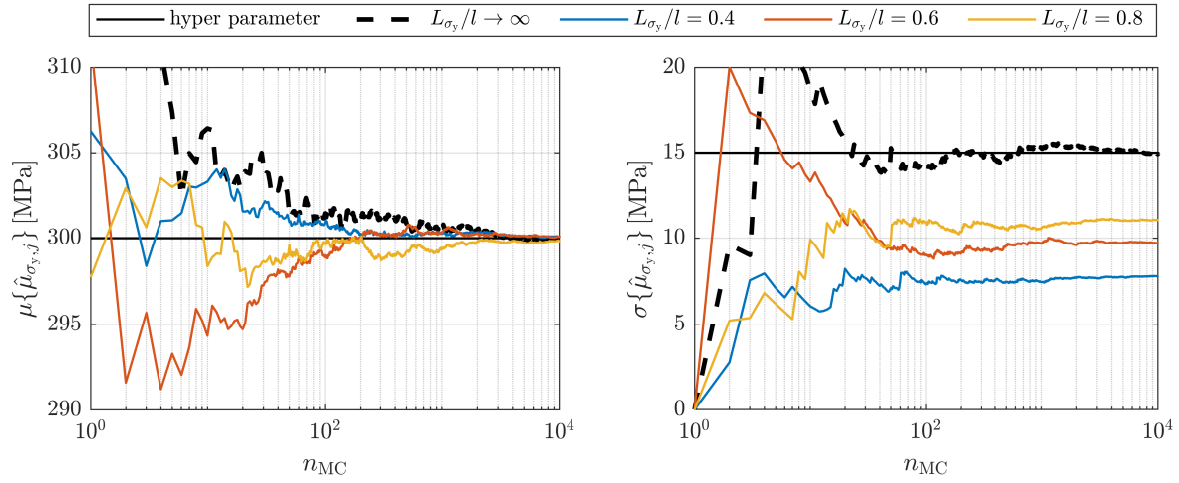 hyper parameter L_{σ_y}/l → ∞ L_{σ_y}/l = 0.4 L_{σ_y}/l = 0.6 L_{σ_y}/l = 0.8
μ{μ̂_{σ_y,j}} [MPa]
310
305
300
295
290
10^0 10^2 10^4
n_MC
σ{μ̂_{σ_y,j}} [MPa]
20
15
10
5
0
10^0 10^2 10^4
n_MC